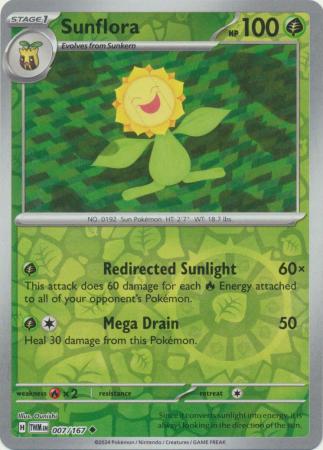 STAGE 1
Sunflora
HP 100
Evolves from Sunkern
NO. 0192 Sun Pokémon HT: 2'7" WT: 18.7 lbs
Redirected Sunlight 60×
This attack does 60 damage for each Energy attached
to all of your opponent's Pokémon.
Mega Drain 50
Heal 30 damage from this Pokémon.
weakness ×2 resistance retreat
Illus. Ounishi
H TWM EN 007/167
Since it converts sunlight into energy, it is
always looking in the direction of the sun.
©2024 Pokémon / Nintendo / Creatures / GAME FREAK